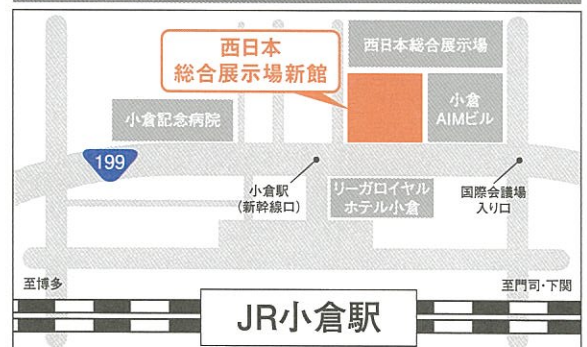 西日本
総合展示場新館
西日本総合展示場
小倉記念病院
小倉
AIMビル
199
小倉駅
(新幹線口)
リーガロイヤル
ホテル小倉
国際会議場
入り口
至博多
至門司・下関
JR小倉駅